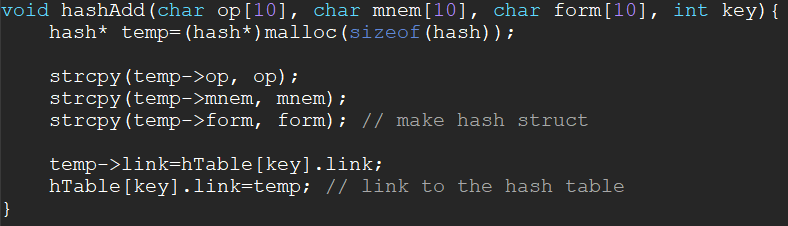 void hashAdd(char op[10], char mnem[10], char form[10], int key){
    hash* temp=(hash*)malloc(sizeof(hash));

    strcpy(temp->op, op);
    strcpy(temp->mnem, mnem);
    strcpy(temp->form, form); // make hash struct

    temp->link=hTable[key].link;
    hTable[key].link=temp; // link to the hash table
}